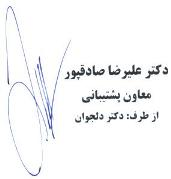 دکتر علیرضا صادقپور
معاون پشتیبانی
از طرف: دکتر دلجوان